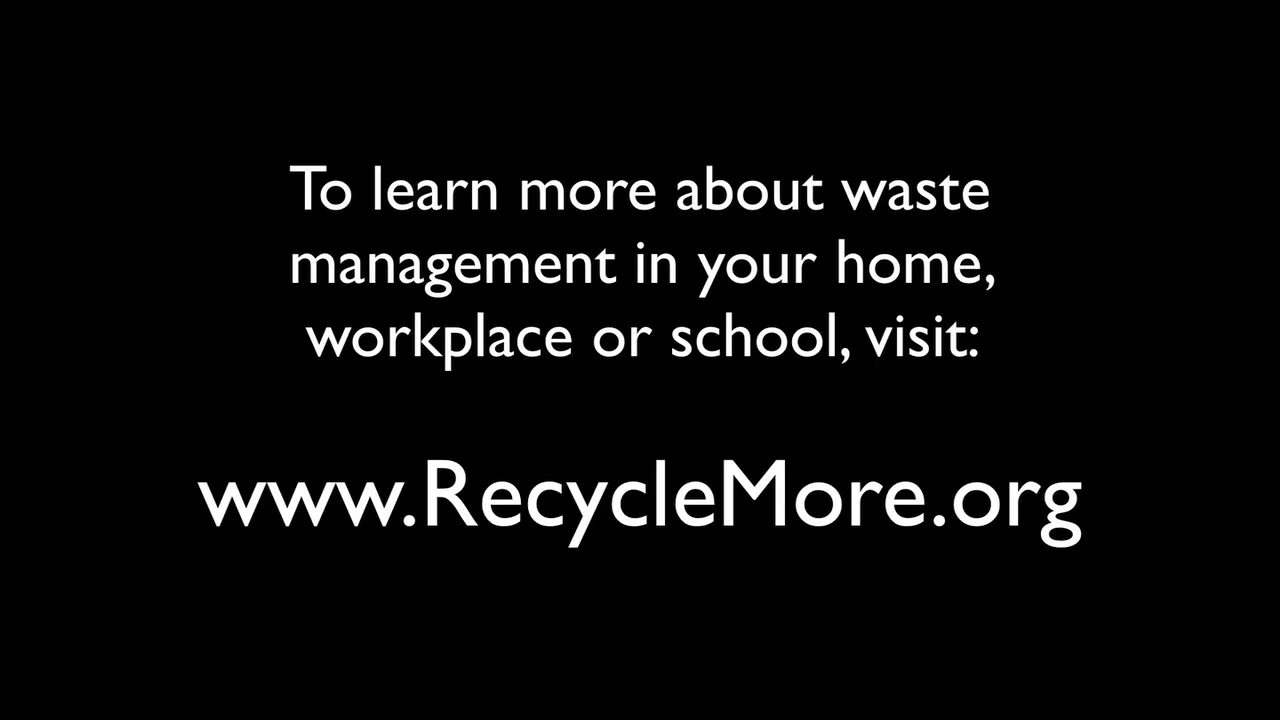 To learn more about waste
management in your home,
workplace or school, visit:
www.RecycleMore.org